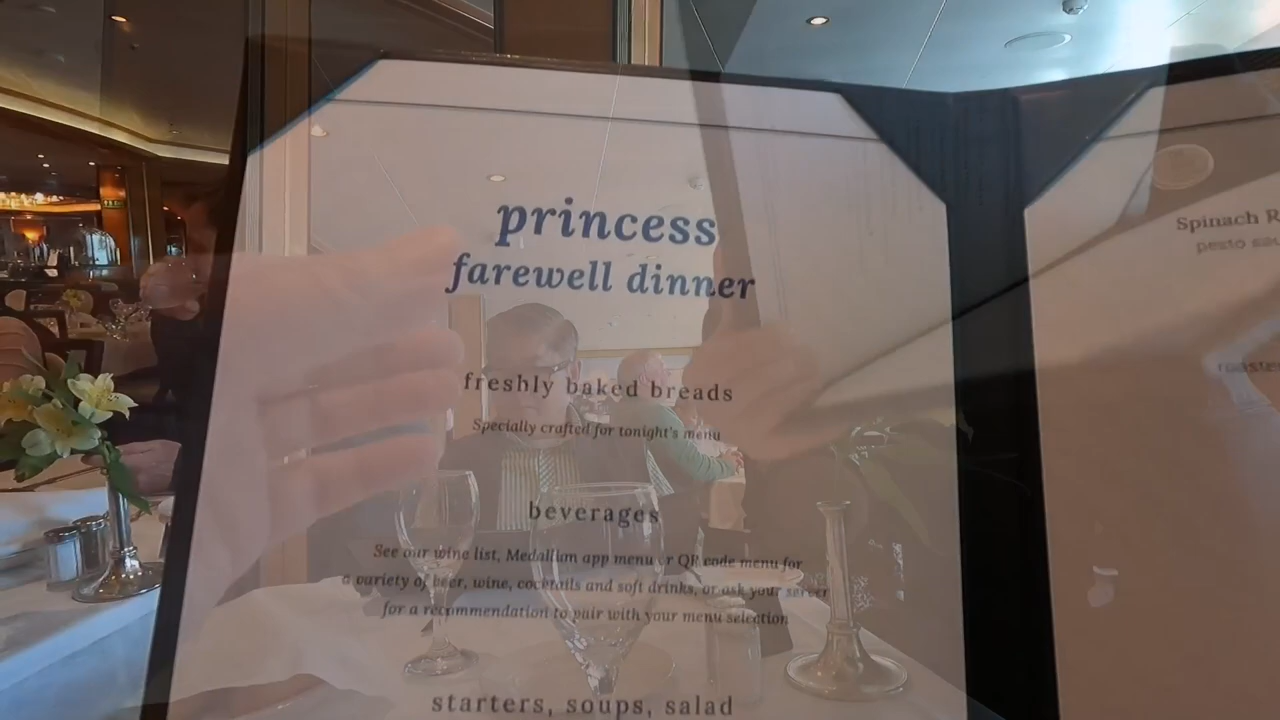 princess
farewell dinner
freshly baked breads
Specially crafted for tonight's menu
beverages
See our wine list, Medallion app menu or QR code menu for
a variety of beer, wine, cocktails and soft drinks, or ask your server
for a recommendation to pair with your menu selection
starters, soups, salad
Spinach
pesto